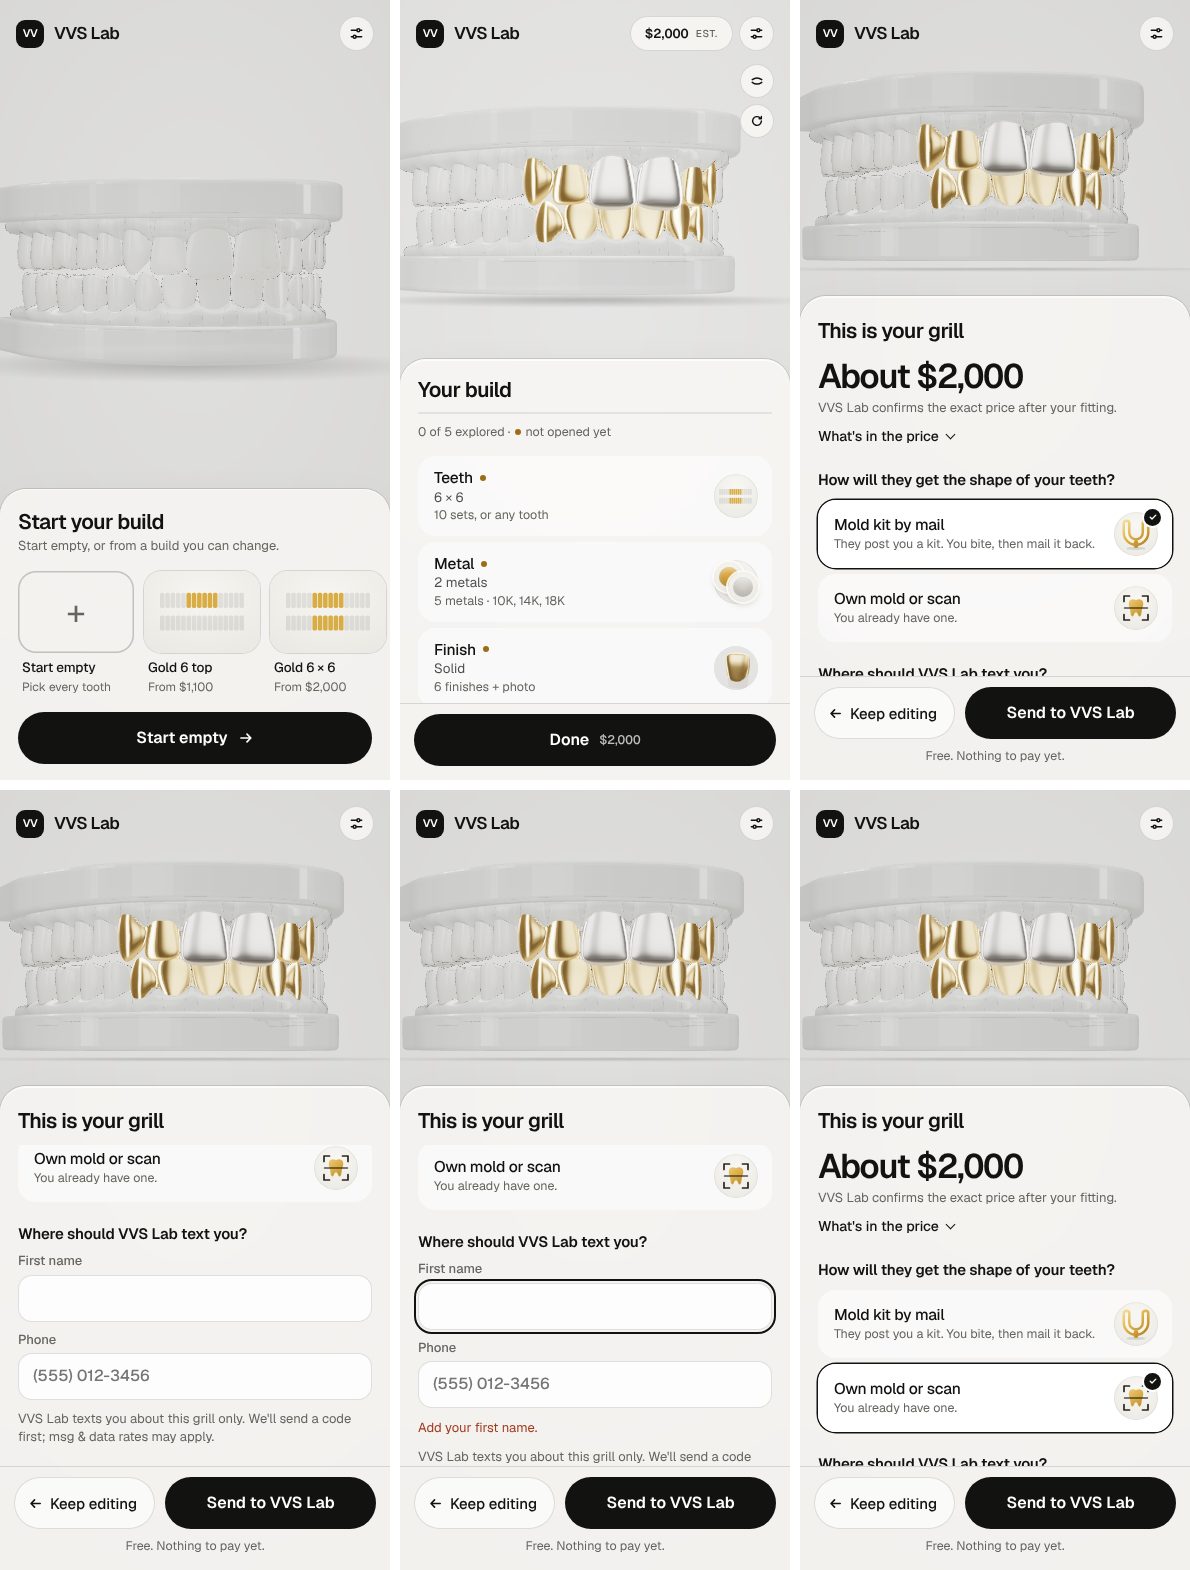 VV VVS Lab
Start your build
Start empty, or from a build you can change.
Start empty
Pick every tooth
Gold 6 top
From $1,100
Gold 6 × 6
From $2,000
Start empty →
VV VVS Lab
$2,000 EST.
Your build
0 of 5 explored · not opened yet
Teeth
6 × 6
10 sets, or any tooth
Metal
2 metals
5 metals · 10K, 14K, 18K
Finish
Solid
6 finishes + photo
Done $2,000
VV VVS Lab
This is your grill
About $2,000
VVS Lab confirms the exact price after your fitting.
What's in the price
How will they get the shape of your teeth?
Mold kit by mail
They post you a kit. You bite, then mail it back.
Own mold or scan
You already have one.
Where should VVS Lab text you?
← Keep editing
Send to VVS Lab
Free. Nothing to pay yet.
VV VVS Lab
This is your grill
Own mold or scan
You already have one.
Where should VVS Lab text you?
First name
Phone
(555) 012-3456
VVS Lab texts you about this grill only. We'll send a code
first; msg & data rates may apply.
← Keep editing
Send to VVS Lab
Free. Nothing to pay yet.
VV VVS Lab
This is your grill
Own mold or scan
You already have one.
Where should VVS Lab text you?
First name
Phone
(555) 012-3456
Add your first name.
VVS Lab texts you about this grill only. We'll send a code
← Keep editing
Send to VVS Lab
Free. Nothing to pay yet.
VV VVS Lab
This is your grill
About $2,000
VVS Lab confirms the exact price after your fitting.
What's in the price
How will they get the shape of your teeth?
Mold kit by mail
They post you a kit. You bite, then mail it back.
Own mold or scan
You already have one.
Where should VVS Lab text you?
← Keep editing
Send to VVS Lab
Free. Nothing to pay yet.